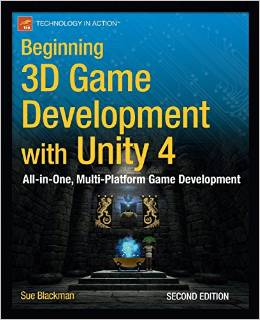 TECHNOLOGY IN ACTION™
Beginning
3D Game
Development
with Unity 4
All-in-One, Multi-Platform Game Development
Sue Blackman
SECOND EDITION